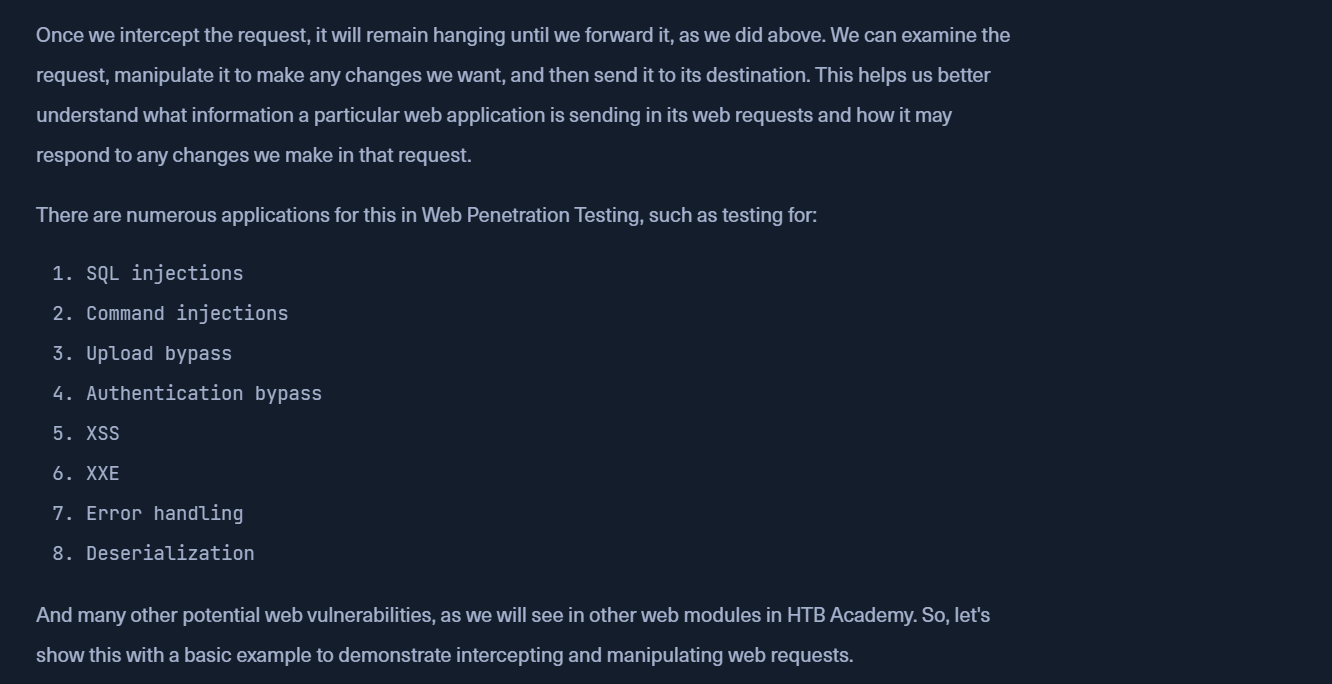 Once we intercept the request, it will remain hanging until we forward it, as we did above. We can examine the
request, manipulate it to make any changes we want, and then send it to its destination. This helps us better
understand what information a particular web application is sending in its web requests and how it may
respond to any changes we make in that request.
There are numerous applications for this in Web Penetration Testing, such as testing for:
1. SQL injections
2. Command injections
3. Upload bypass
4. Authentication bypass
5. XSS
6. XXE
7. Error handling
8. Deserialization
And many other potential web vulnerabilities, as we will see in other web modules in HTB Academy. So, let's
show this with a basic example to demonstrate intercepting and manipulating web requests.